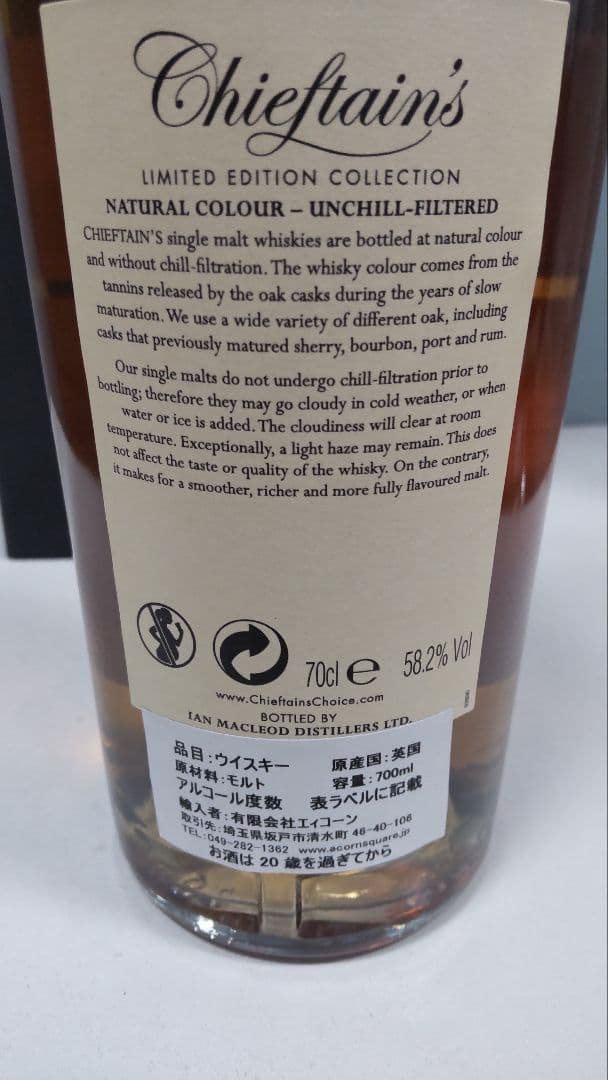 Chieftain's
LIMITED EDITION COLLECTION
NATURAL COLOUR – UNCHILL-FILTERED
CHIEFTAIN'S single malt whiskies are bottled at natural colour
and without chill-filtration. The whisky colour comes from the
tannins released by the oak casks during the years of slow
maturation. We use a wide variety of different oak, including
casks that previously matured sherry, bourbon, port and rum.
Our single malts do not undergo chill-filtration prior to
bottling; therefore they may go cloudy in cold weather, or when
water or ice is added. The cloudiness will clear at room
temperature. Exceptionally, a light haze may remain. This does
not affect the taste or quality of the whisky. On the contrary,
it makes for a smoother, richer and more fully flavoured malt.
70cl e 58.2% Vol
www.ChieftainsChoice.com
BOTTLED BY
IAN MACLEOD DISTILLERS LTD.
品目:ウイスキー 原産国:英国
原材料:モルト 容量:700ml
アルコール度数 表ラベルに記載
輸入者:有限会社エィコーン
取引先:埼玉県坂戸市清水町 46-40-106
TEL:049-282-1362 www.acornsquare.jp
お酒は 20 歳を過ぎてから